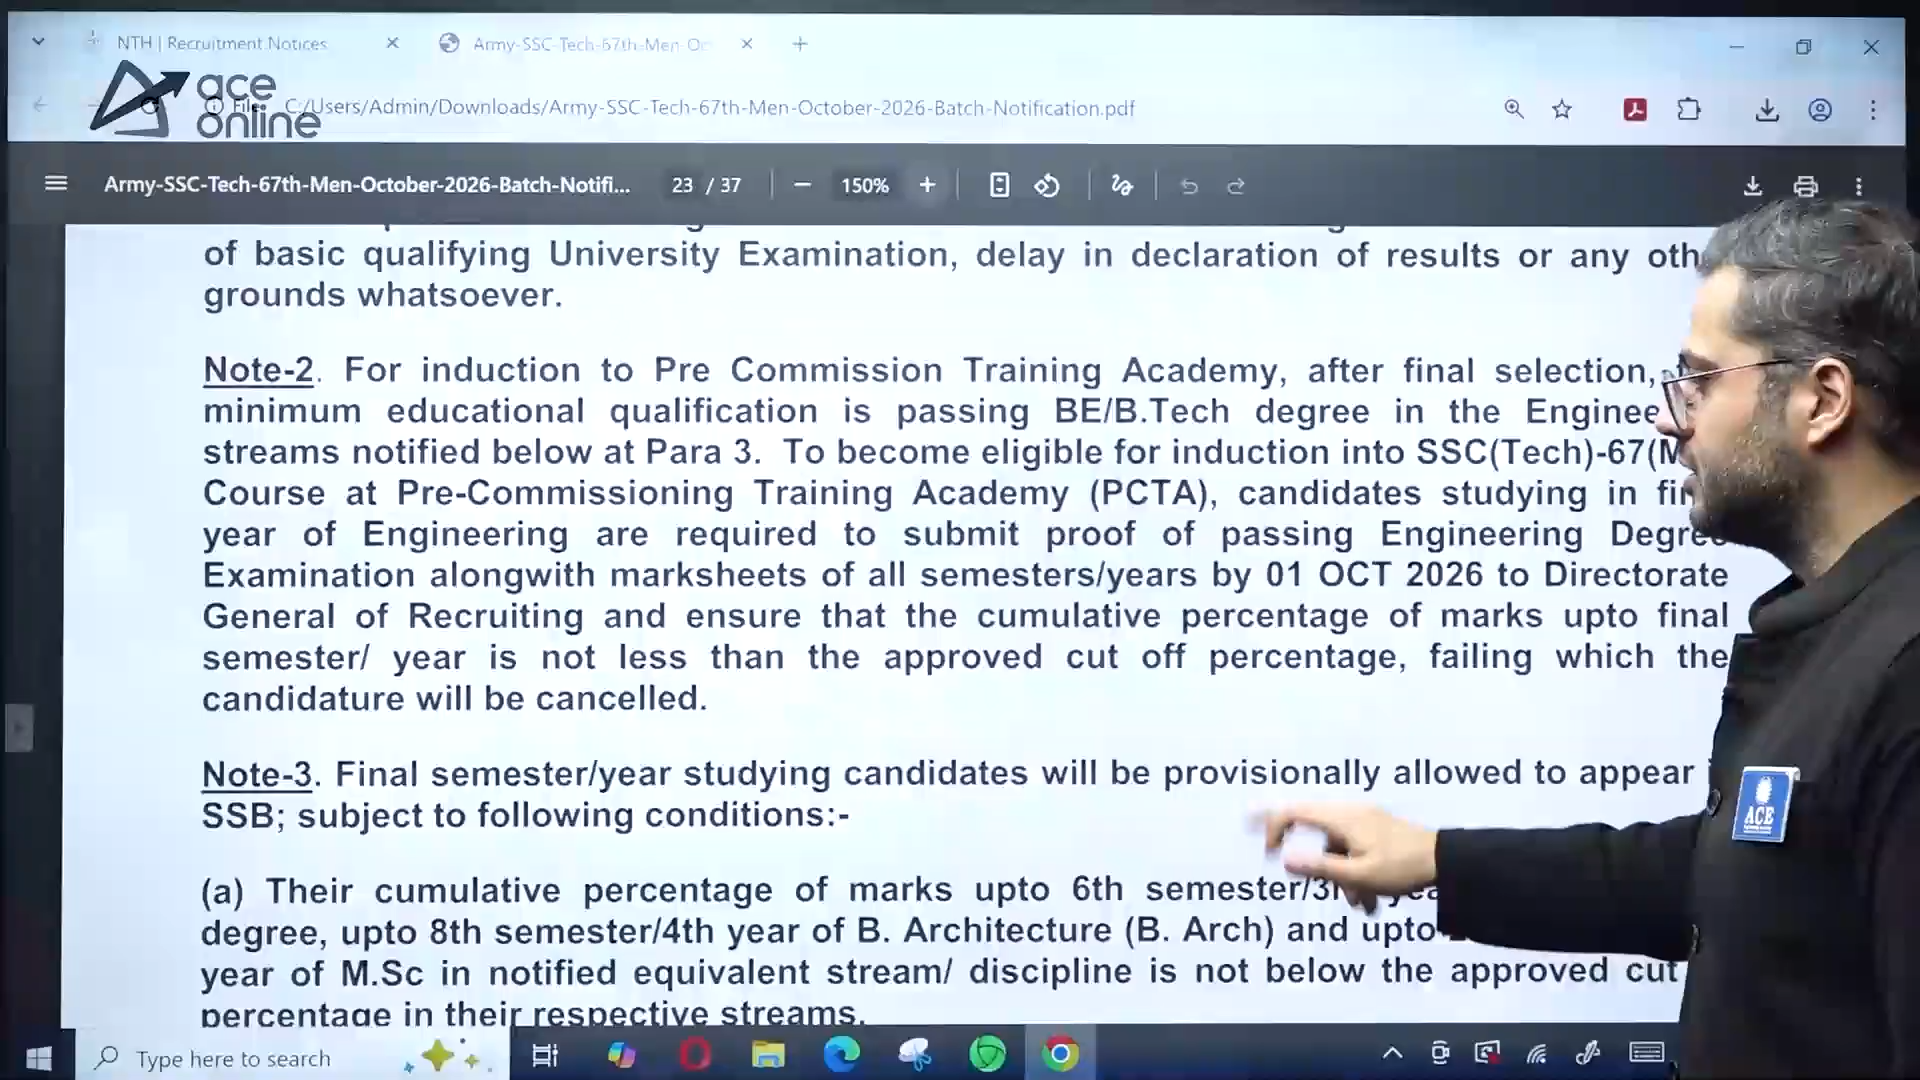 NTH | Recruitment Notices
Army-SSC-Tech-67th-Men-Oc
ace
online
File
C:/Users/Admin/Downloads/Army-SSC-Tech-67th-Men-October-2026-Batch-Notification.pdf
Army-SSC-Tech-67th-Men-October-2026-Batch-Notifi...
23 / 37
150%
of basic qualifying University Examination, delay in declaration of results or any oth
grounds whatsoever.
Note-2. For induction to Pre Commission Training Academy, after final selection,
minimum educational qualification is passing BE/B.Tech degree in the Enginee
streams notified below at Para 3. To become eligible for induction into SSC(Tech)-67(M
Course at Pre-Commissioning Training Academy (PCTA), candidates studying in fin
year of Engineering are required to submit proof of passing Engineering Degree
Examination alongwith marksheets of all semesters/years by 01 OCT 2026 to Directorate
General of Recruiting and ensure that the cumulative percentage of marks upto final
semester/ year is not less than the approved cut off percentage, failing which the
candidature will be cancelled.
Note-3. Final semester/year studying candidates will be provisionally allowed to appear
SSB; subject to following conditions:-
(a) Their cumulative percentage of marks upto 6th semester/3r
degree, upto 8th semester/4th year of B. Architecture (B. Arch) and upto
year of M.Sc in notified equivalent stream/ discipline is not below the approved cut
percentage in their respective streams.
ACE
Type here to search